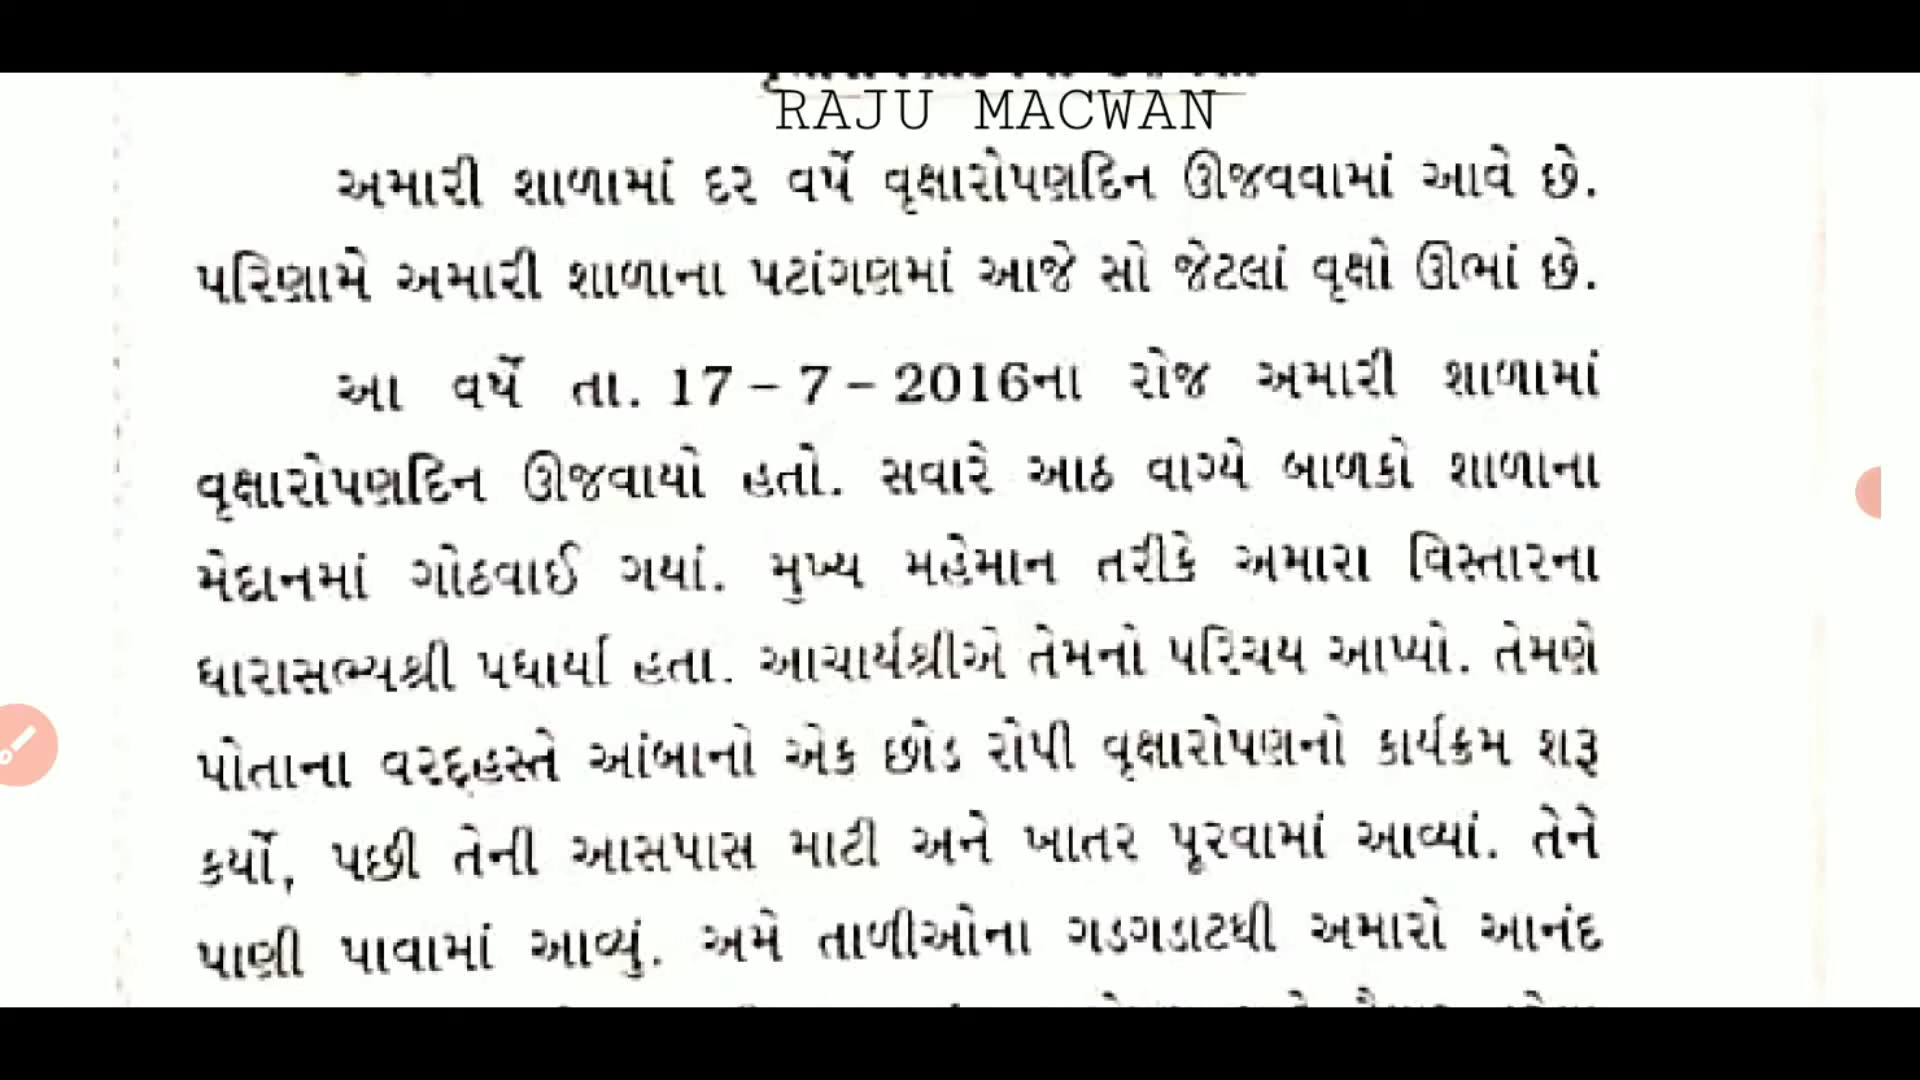 RAJU MACWAN
અમારી શાળામાં દર વર્ષે વૃક્ષારોપણદિન ઊજવવામાં આવે છે.
પરિણામે અમારી શાળાના પટાંગણમાં આજે સો જેટલાં વૃક્ષો ઊભાં છે.
આ વર્ષે તા. 17 – 7 – 2016ના રોજ અમારી શાળામાં
વૃક્ષારોપણદિન ઊજવાયો હતો. સવારે આઠ વાગ્યે બાળકો શાળાના
મેદાનમાં ગોઠવાઈ ગયાં. મુખ્ય મહેમાન તરીકે અમારા વિસ્તારના
ધારાસભ્યશ્રી પધાર્યા હતા. આચાર્યશ્રીએ તેમનો પરિચય આપ્યો. તેમણે
પોતાના વરદ્હસ્તે આંબાનો એક છોડ રોપી વૃક્ષારોપણનો કાર્યક્રમ શરૂ
કર્યો, પછી તેની આસપાસ માટી અને ખાતર પૂરવામાં આવ્યાં. તેને
પાણી પાવામાં આવ્યું. અમે તાળીઓના ગડગડાટથી અમારો આનંદ